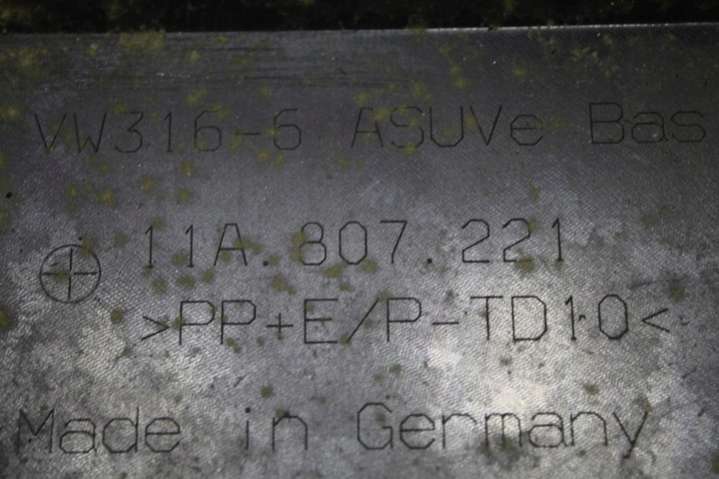 VW316-6 ASUVe Bas
11A.807.221
>PP+E/P-TD10<
Made in Germany